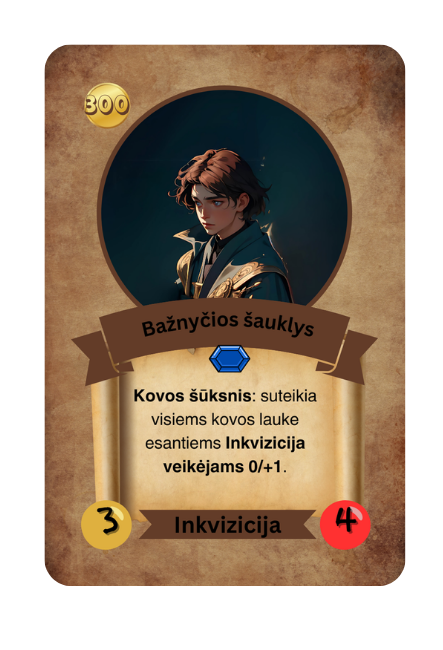 300
Bažnyčios šauklys
Kovos šūksnis: suteikia
visiems kovos lauke
esantiems Inkvizicija
veikėjams 0/+1.
3
Inkvizicija
4